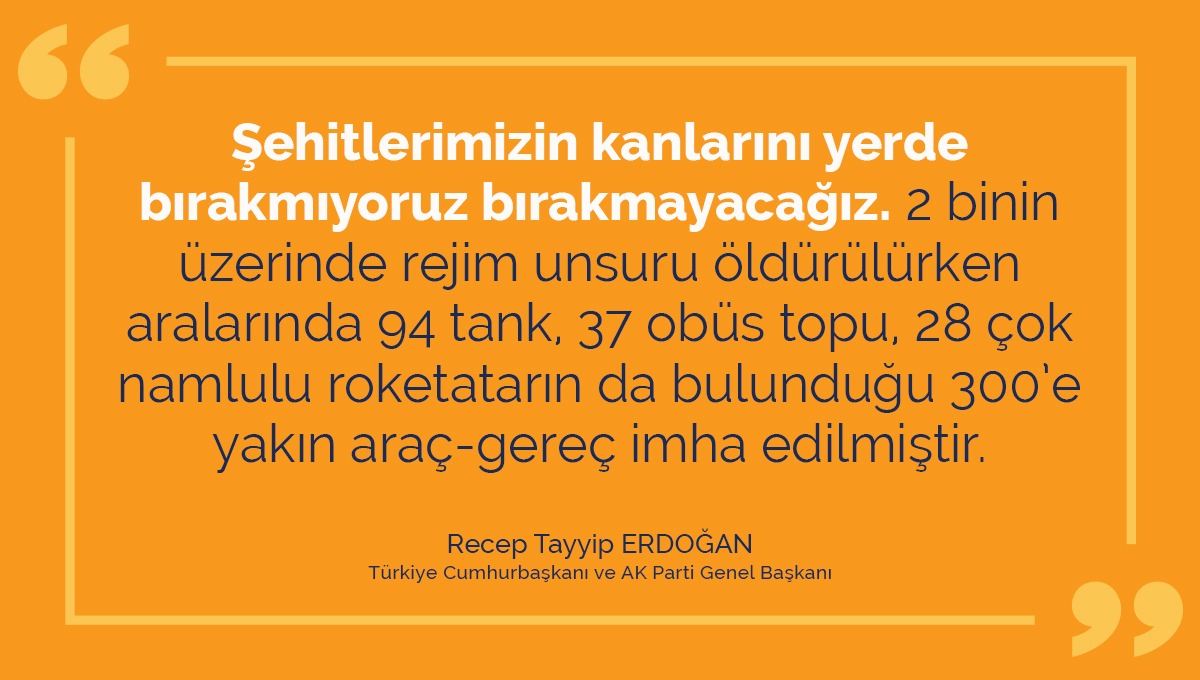 Şehitlerimizin kanlarını yerde
bırakmıyoruz bırakmayacağız. 2 binin
üzerinde rejim unsuru öldürülürken
aralarında 94 tank, 37 obüs topu, 28 çok
namlulu roketatarın da bulunduğu 300’e
yakın araç-gereç imha edilmiştir.
Recep Tayyip ERDOĞAN
Türkiye Cumhurbaşkanı ve AK Parti Genel Başkanı